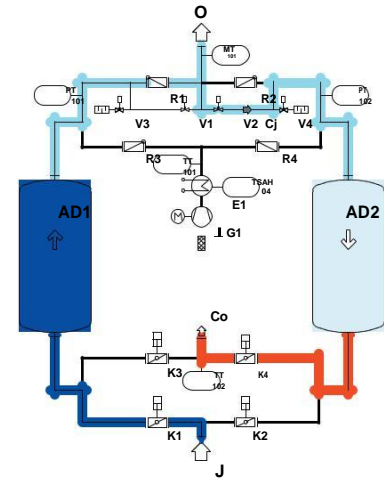 O
MT
101
PT
101
R1
R2
PT
102
V3
V1
V2
Cj
V4
R3
TT
101
R4
TSAH
04
E1
M
G1
AD1
AD2
Co
K3
K4
TT
102
K1
K2
J